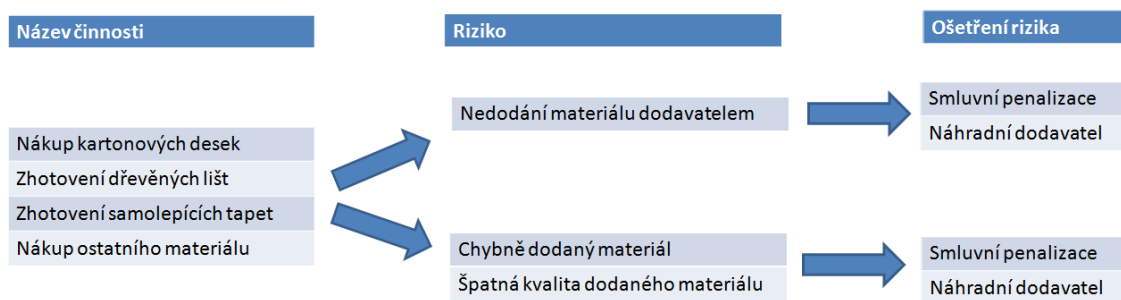 Název činnosti
Riziko
Ošetření rizika
Nákup kartonových desek
Zhotovení dřevěných lišt
Zhotovení samolepících tapet
Nákup ostatního materiálu
Nedodání materiálu dodavatelem
Smluvní penalizace
Náhradní dodavatel
Chybně dodaný materiál
Špatná kvalita dodaného materiálu
Smluvní penalizace
Náhradní dodavatel